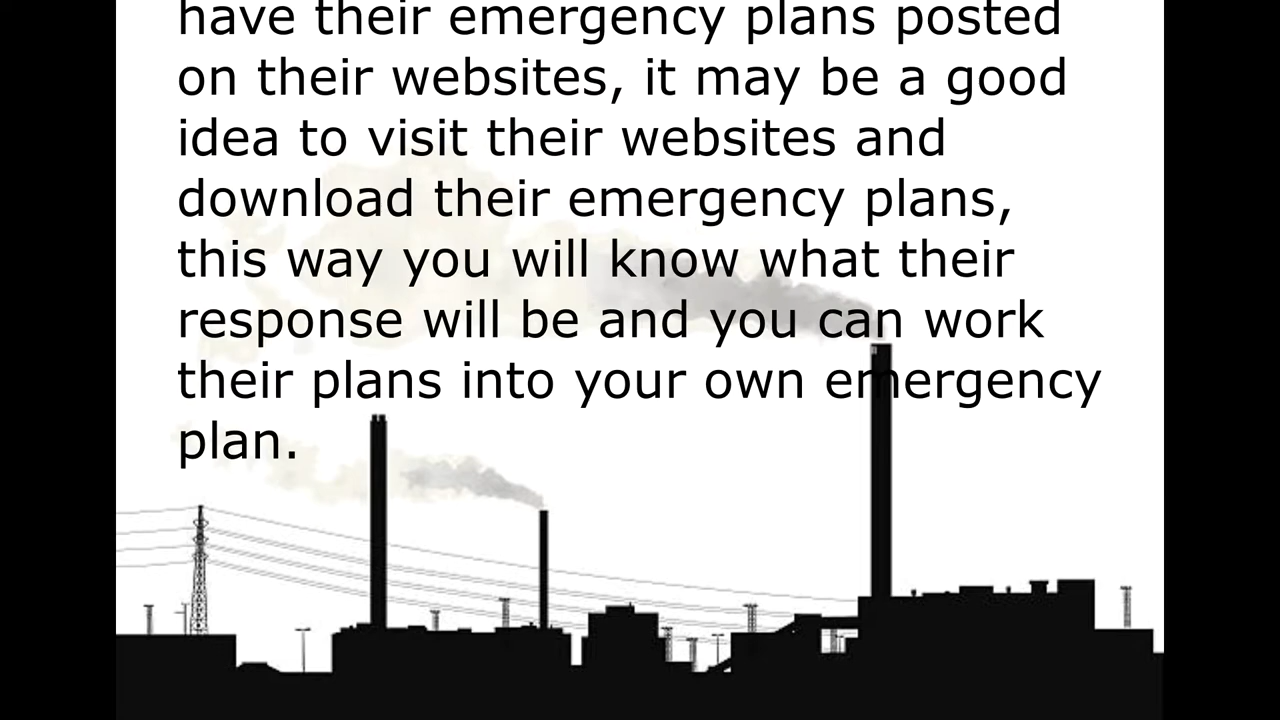 have their emergency plans posted
on their websites, it may be a good
idea to visit their websites and
download their emergency plans,
this way you will know what their
response will be and you can work
their plans into your own emergency
plan.